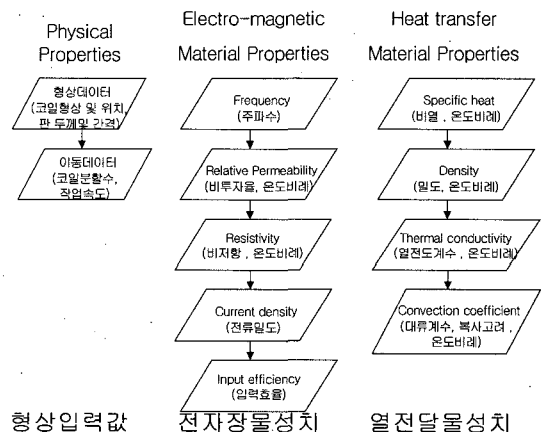 Physical
Properties
형상데이터
(코일형상 및 위치,
판 두께및 간격)
이동데이터
(코일분할수,
작업속도)
형상입력값
Electro-magnetic
Material Properties
Frequency
(주파수)
Relative Permeability
(비투자율, 온도비례)
Resistivity
(비저항 , 온도비례)
Current density
(전류밀도)
Input efficiency
(입력효율)
전자장물성치
Heat transfer
Material Properties
Specific heat
(비열 , 온도비례)
Density
(밀도, 온도비례)
Thermal conductivity
(열전도계수 , 온도비례)
Convection coefficient
(대류계수, 복사고려 ,
온도비례)
열전달물성치